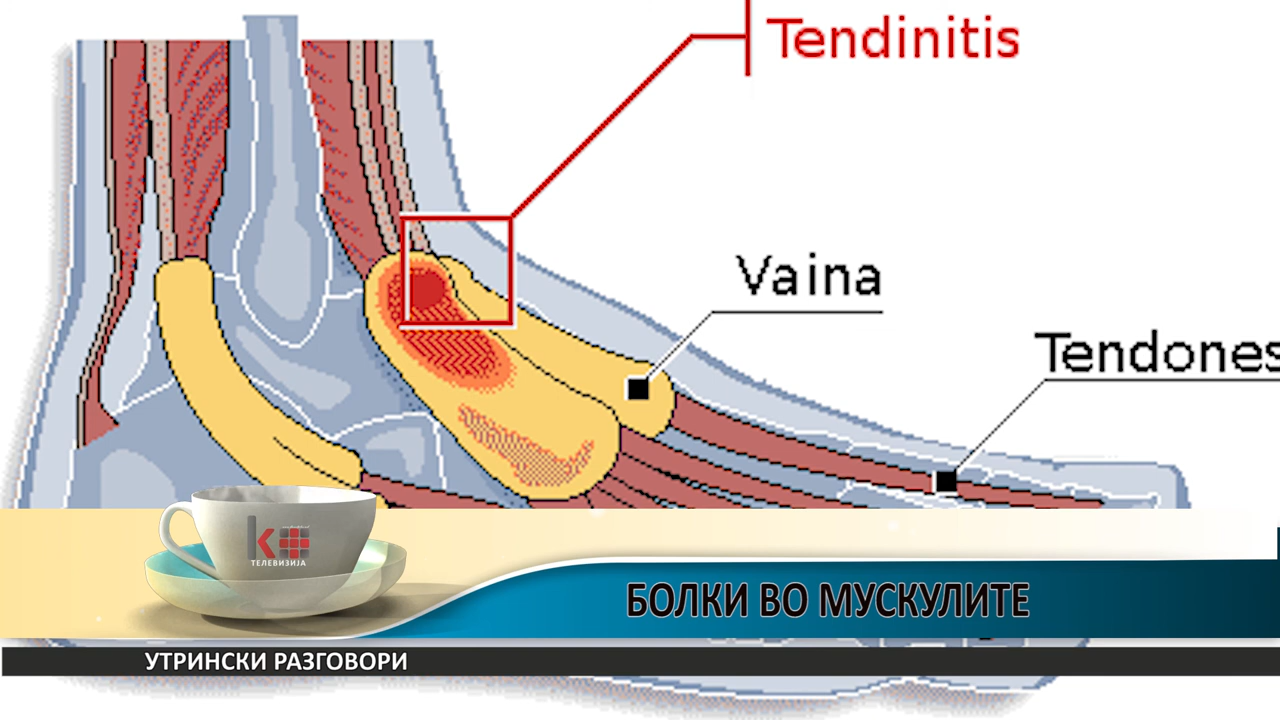 Tendinitis
Vaina
Tendones
k
ТЕЛЕВИЗИЈА
БОЛКИ ВО МУСКУЛИТЕ
УТРИНСКИ РАЗГОВОРИ